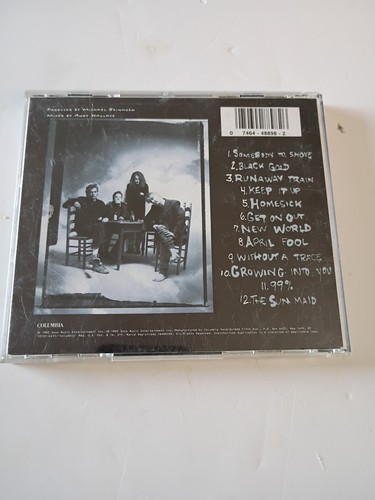 PRODUCED BY MICHAEL BEINHORN
MIXED BY ANDY WALLACE
0 7464-48898-2
1. SOMEBODY TO SHOVE
2. BLACK GOLD
3. RUNAWAY TRAIN
4. KEEP IT UP
5. HOMESICK
6. GET ON OUT
7. NEW WORLD
8. APRIL FOOL
9. WITHOUT A TRACE
10. GROWING INTO YOU
11. 99%
12. THE SUN MAID
COLUMBIA